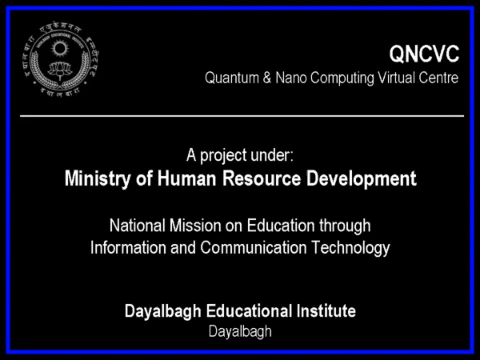 QNCVC
Quantum & Nano Computing Virtual Centre
A project under:
Ministry of Human Resource Development
National Mission on Education through
Information and Communication Technology
Dayalbagh Educational Institute
Dayalbagh